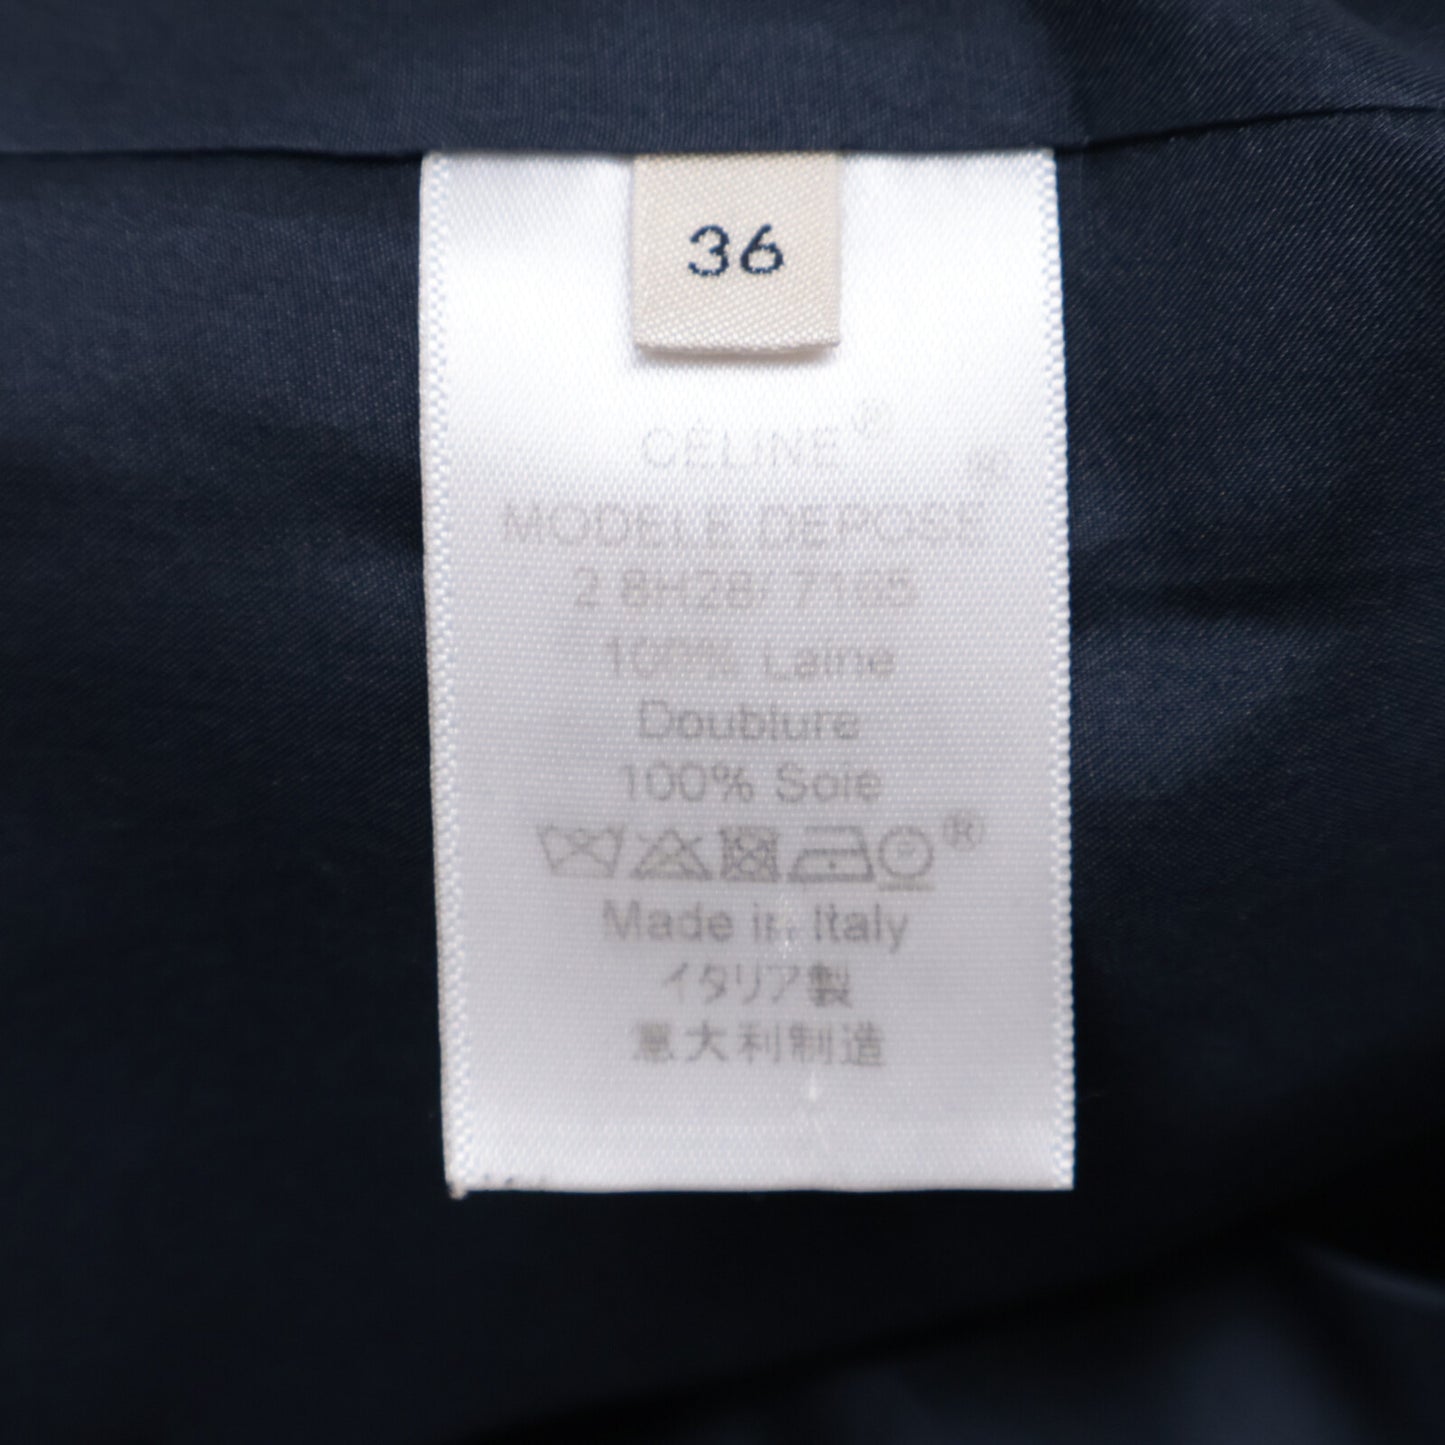 36
CÉLINE®
MODELE DEPOSE®
2 8H28/ 7165
100% Laine
Doublure
100% Soie
®
Made in Italy
イタリア製
意大利制造